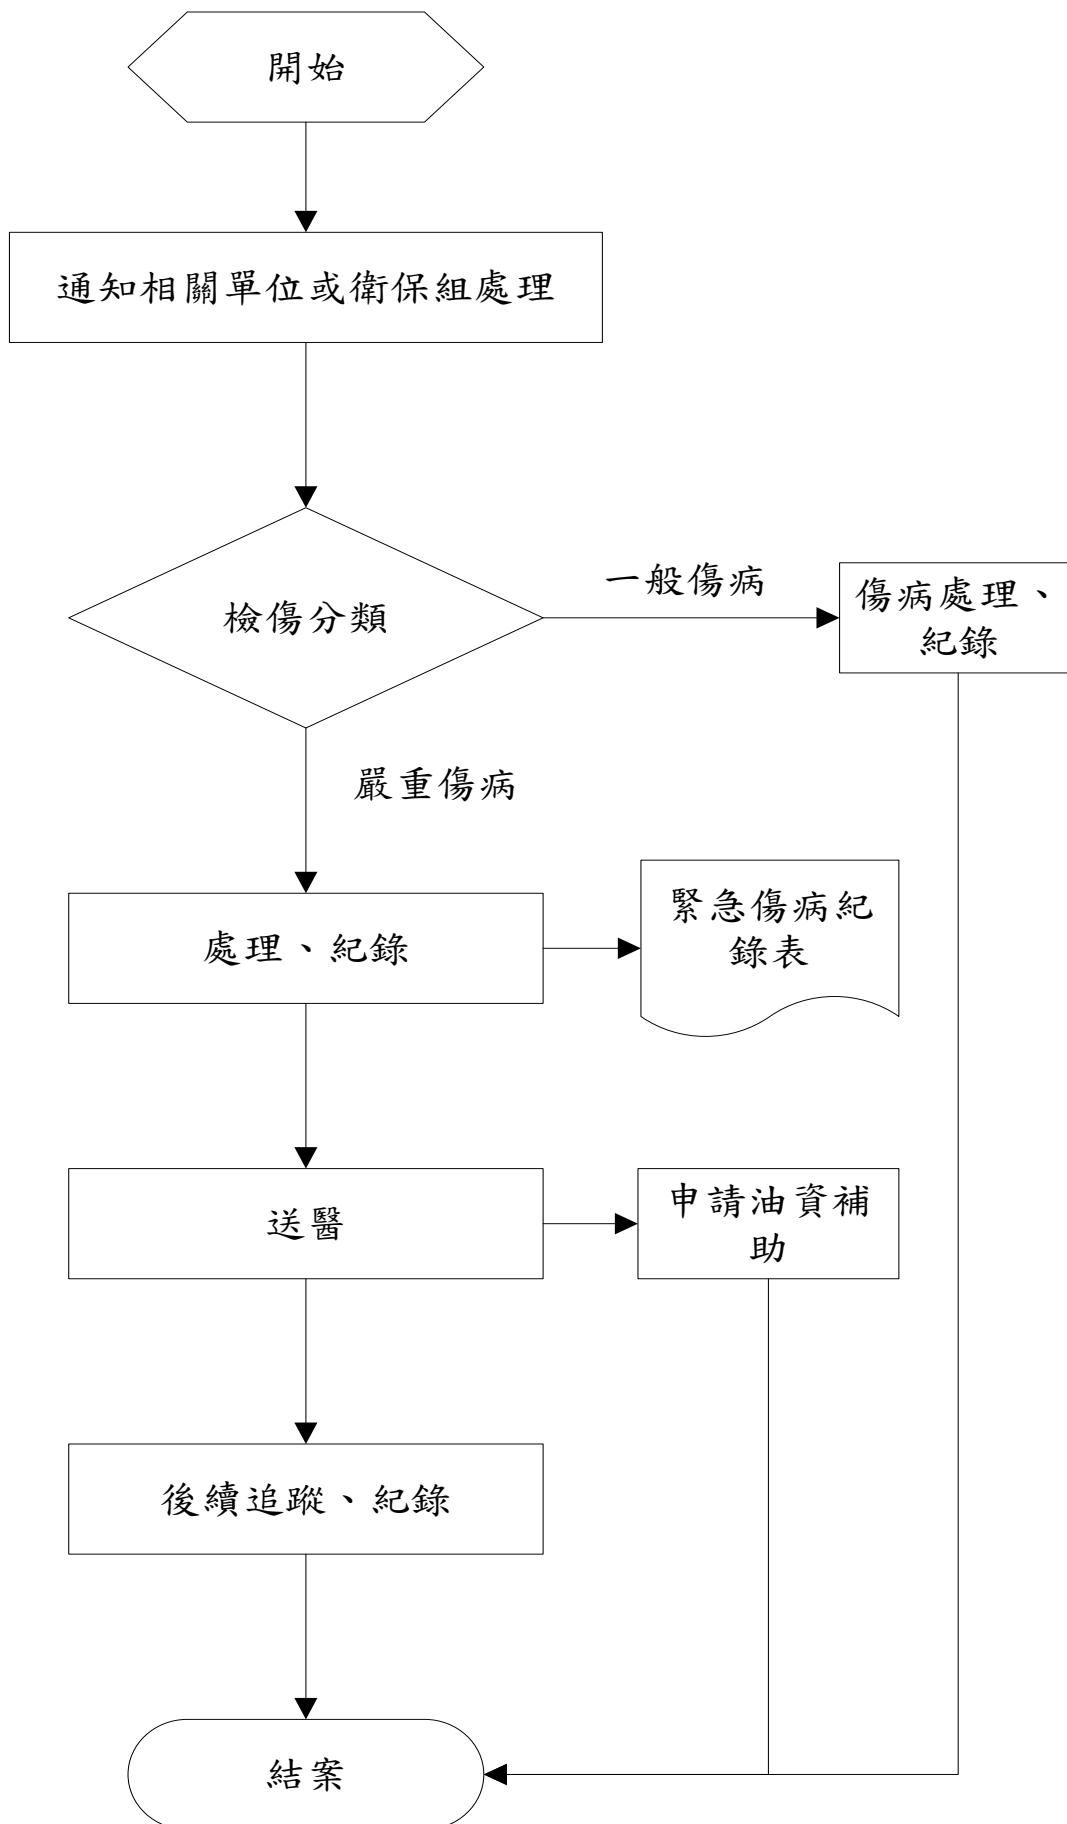 開始
通知相關單位或衛保組處理
檢傷分類
一般傷病
傷病處理、
紀錄
嚴重傷病
處理、紀錄
緊急傷病紀
錄表
送醫
申請油資補
助
後續追蹤、紀錄
結案